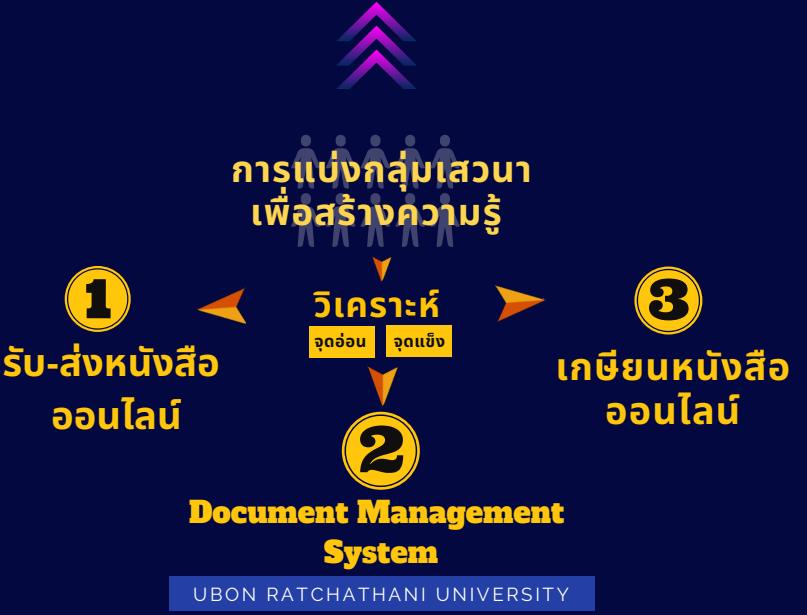 การแบ่งกลุ่มเสวนา
เพื่อสร้างความรู้
วิเคราะห์
จุดอ่อน จุดแข็ง
1
รับ-ส่งหนังสือ
ออนไลน์
2
Document Management
System
3
เกษียนหนังสือ
ออนไลน์
UBON RATCHATHANI UNIVERSITY